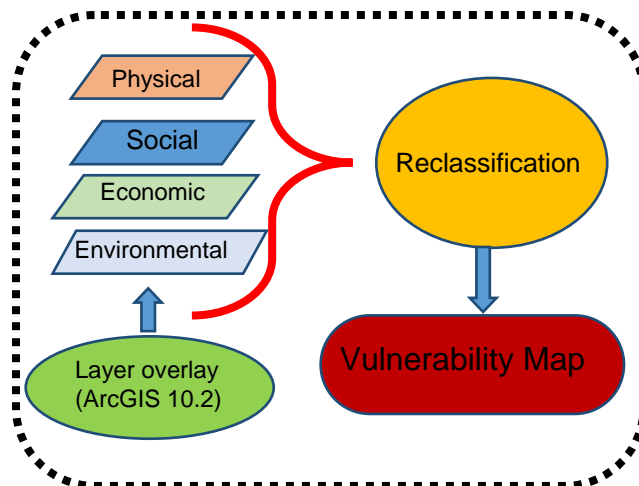 Physical
Social
Economic
Environmental
Layer overlay
(ArcGIS 10.2)
Reclassification
Vulnerability Map